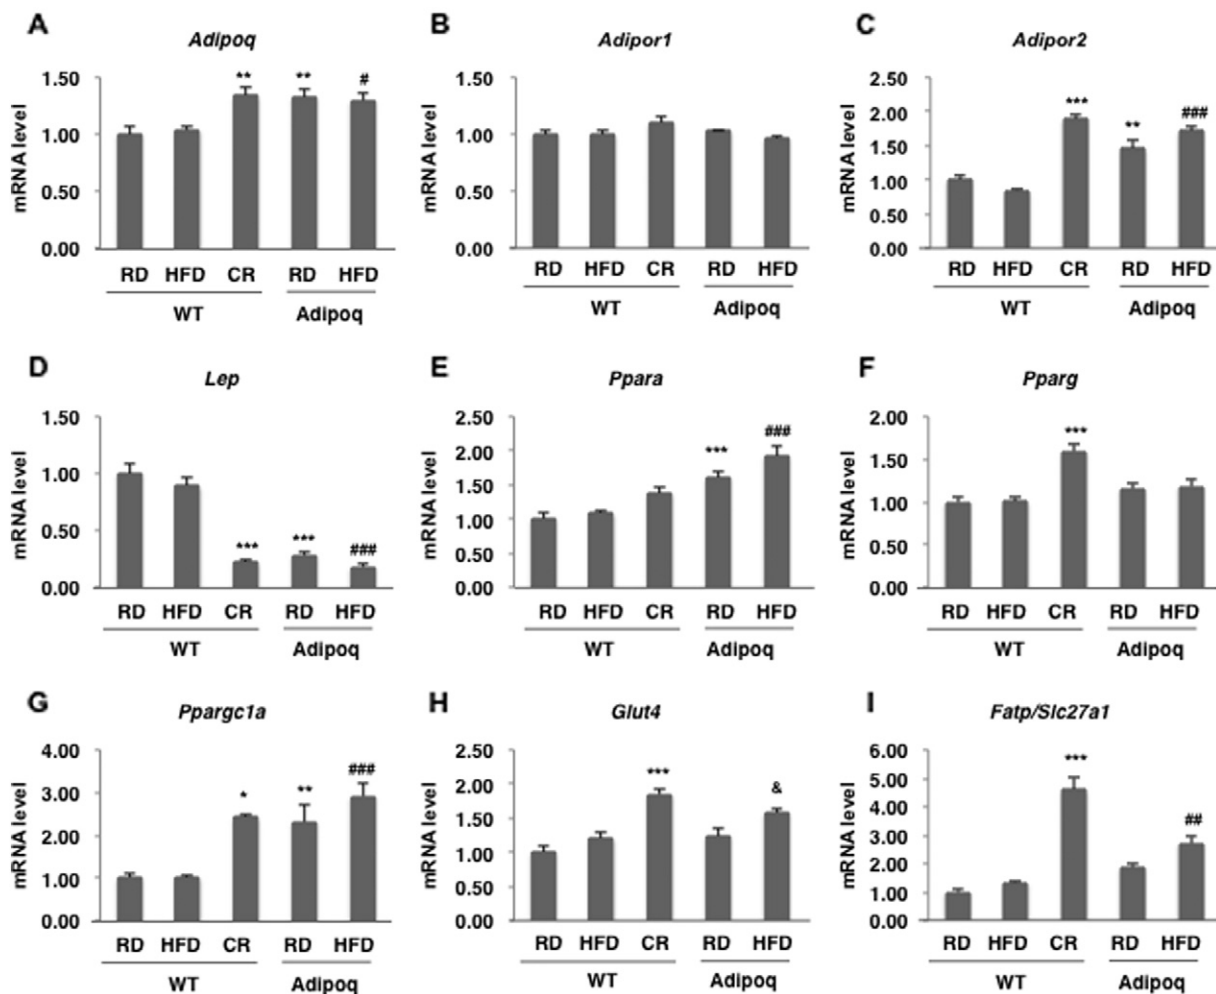 A
Adipoq
mRNA level
1.50
1.00
0.50
0.00
**
**
#
RD HFD CR RD HFD
WT Adipoq
B
Adipor1
mRNA level
1.50
1.00
0.50
0.00
RD HFD CR RD HFD
WT Adipoq
C
Adipor2
mRNA level
2.50
2.00
1.50
1.00
0.50
0.00
***
**
###
RD HFD CR RD HFD
WT Adipoq
D
Lep
mRNA level
1.50
1.00
0.50
0.00
***
***
###
RD HFD CR RD HFD
WT Adipoq
E
Ppara
mRNA level
2.50
2.00
1.50
1.00
0.50
0.00
***
###
RD HFD CR RD HFD
WT Adipoq
F
Pparg
mRNA level
2.00
1.50
1.00
0.50
0.00
***
RD HFD CR RD HFD
WT Adipoq
G
Ppargc1a
mRNA level
4.00
3.00
2.00
1.00
0.00
*
**
###
RD HFD CR RD HFD
WT Adipoq
H
Glut4
mRNA level
2.50
2.00
1.50
1.00
0.50
0.00
***
&
RD HFD CR RD HFD
WT Adipoq
I
Fatp/Slc27a1
mRNA level
6.00
5.00
4.00
3.00
2.00
1.00
0.00
***
##
RD HFD CR RD HFD
WT Adipoq